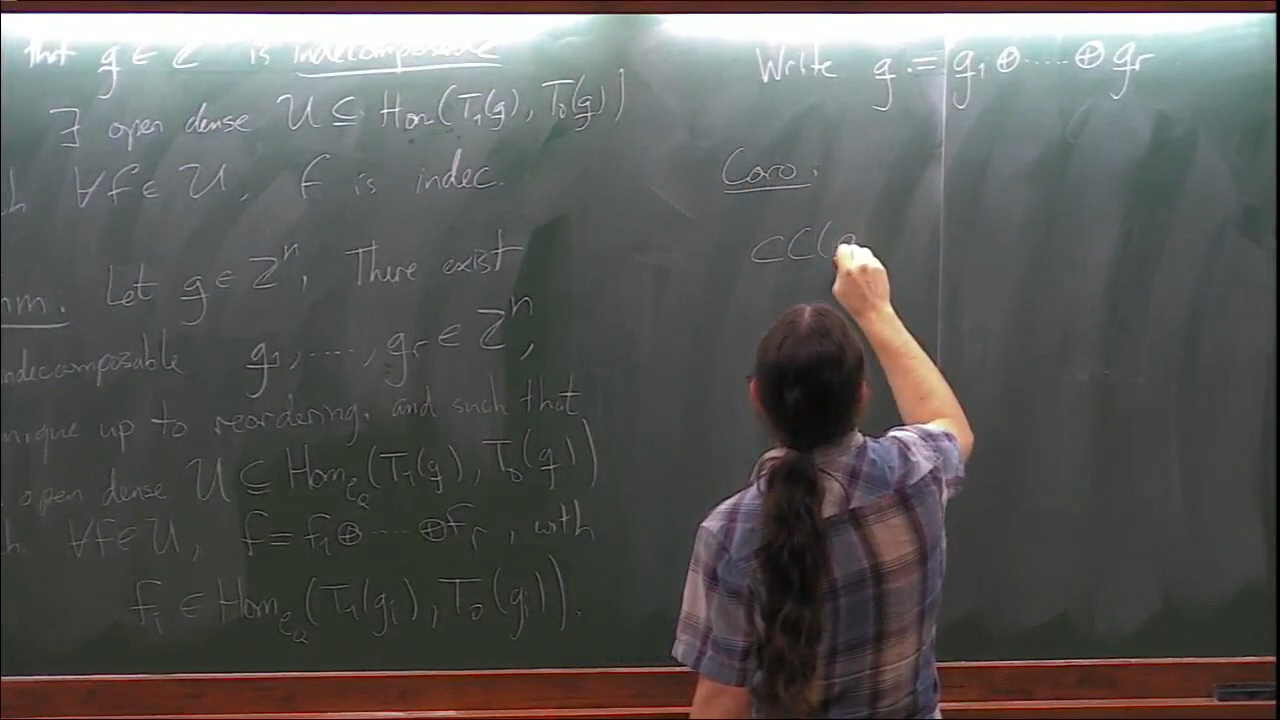 that g ∈ ℤⁿ is indecomposable
∃ open dense U ⊆ Hom(T₁(g), T₀(g))
∀f ∈ U, f is indec.
Let g ∈ ℤⁿ. There exist
indecomposable g₁, ..., gᵣ ∈ ℤⁿ,
unique up to reordering, and such that
open dense U ⊆ Hom_{C_Q}(T₁(g), T₀(g))
∀f ∈ U, f = f₁ ⊕ ... ⊕ fᵣ, with
fᵢ ∈ Hom_{C_Q}(T₁(gᵢ), T₀(gᵢ)).
Write g := g₁ ⊕ ..... ⊕ gᵣ.
Coro:
CC(